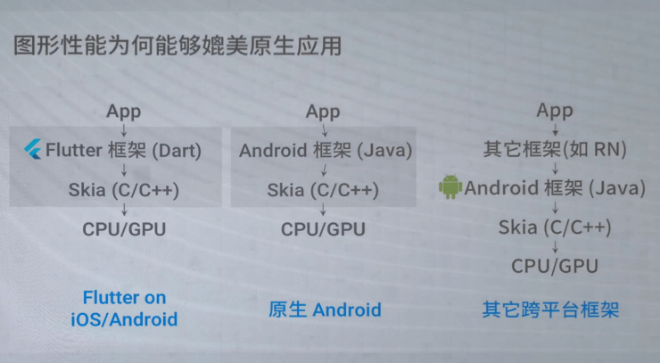 图形性能为何能够媲美原生应用
App
Flutter 框架 (Dart)
Skia (C/C++)
CPU/GPU
Flutter on
iOS/Android
App
Android 框架 (Java)
Skia (C/C++)
CPU/GPU
原生 Android
App
其它框架(如 RN)
Android 框架 (Java)
Skia (C/C++)
CPU/GPU
其它跨平台框架